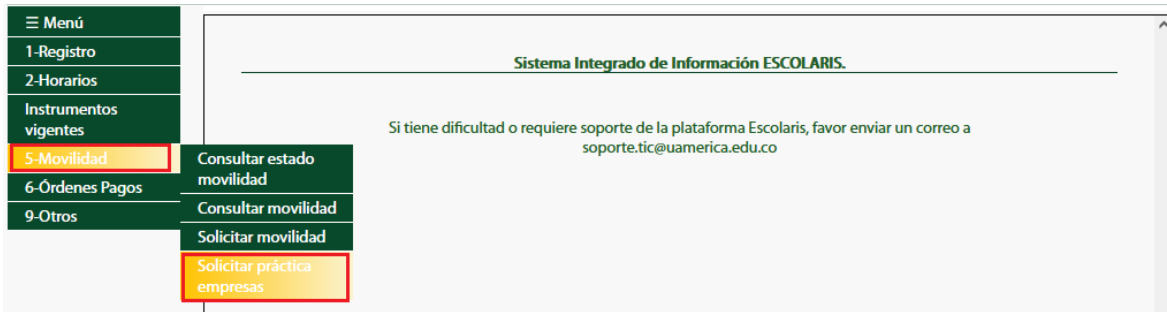 ☰ Menú
1-Registro
2-Horarios
Instrumentos
vigentes
5-Movilidad
6-Órdenes Pagos
9-Otros
Consultar estado
movilidad
Consultar movilidad
Solicitar movilidad
Solicitar práctica
empresas
Sistema Integrado de Información ESCOLARIS.
Si tiene dificultad o requiere soporte de la plataforma Escolaris, favor enviar un correo a
soporte.tic@uamerica.edu.co